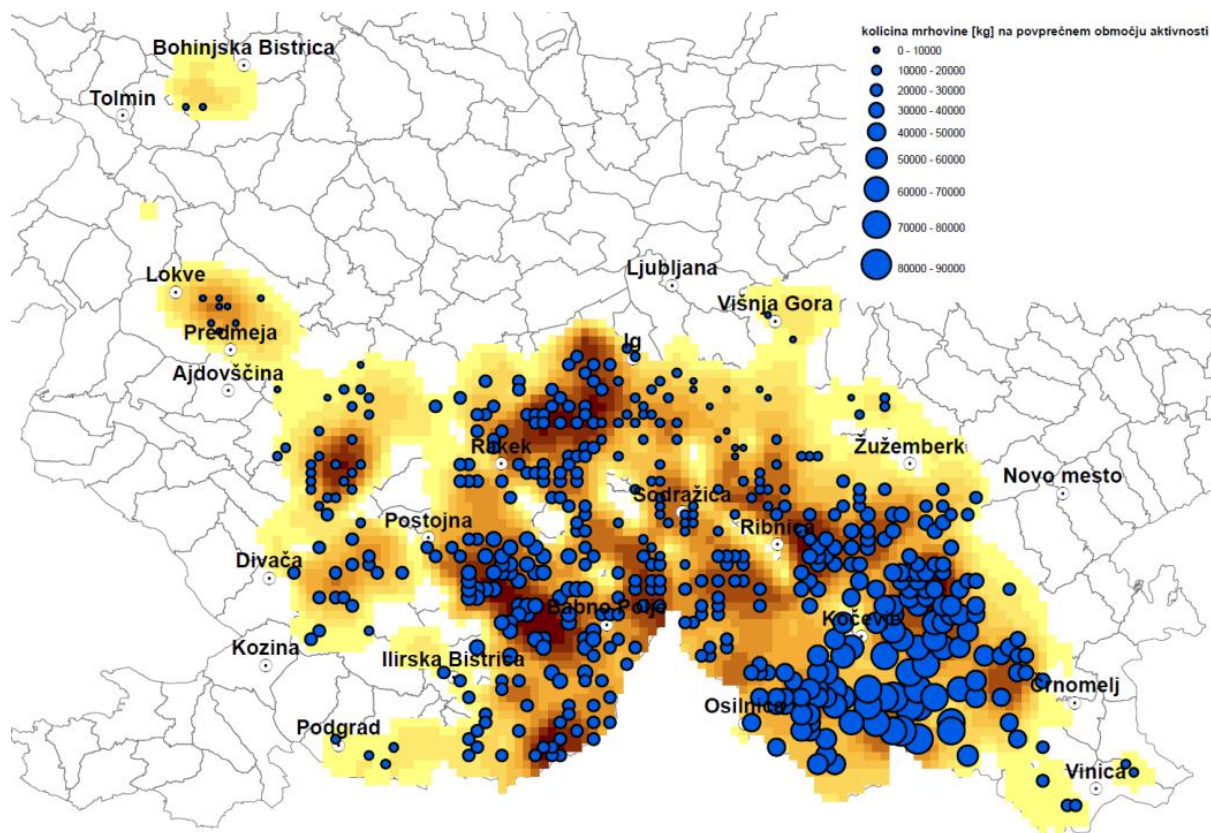 kolicina mrhovine [kg] na povprečnem območju aktivnosti
0 - 10000
10000 - 20000
20000 - 30000
30000 - 40000
40000 - 50000
50000 - 60000
60000 - 70000
70000 - 80000
80000 - 90000
Bohinjska Bistrica
Tolmin
Lokve
Ljubljana
Višnja Gora
Predmeja
Ig
Ajdovščina
Rakek
Žužemberk
Novo mesto
Sodražica
Postojna
Ribnica
Divača
Babno Polje
Kočevje
Kozina
Ilirska Bistrica
Črnomelj
Osilnica
Podgrad
Vinica